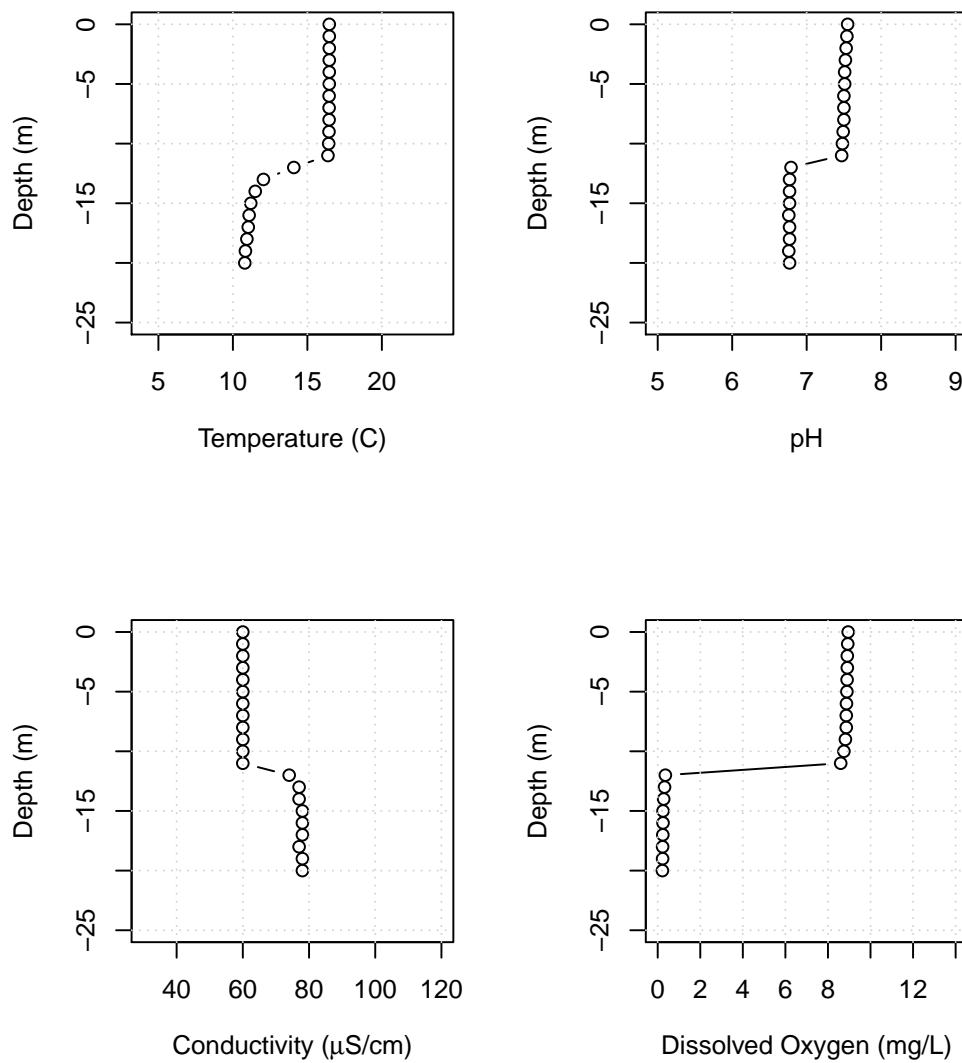 0
−5
−15
−25
Depth (m)
5 10 15 20
Temperature (C)
0
−5
−15
−25
Depth (m)
5 6 7 8 9
pH
0
−5
−15
−25
Depth (m)
40 60 80 100 120
Conductivity (μS/cm)
0
−5
−15
−25
Depth (m)
0 2 4 6 8 12
Dissolved Oxygen (mg/L)